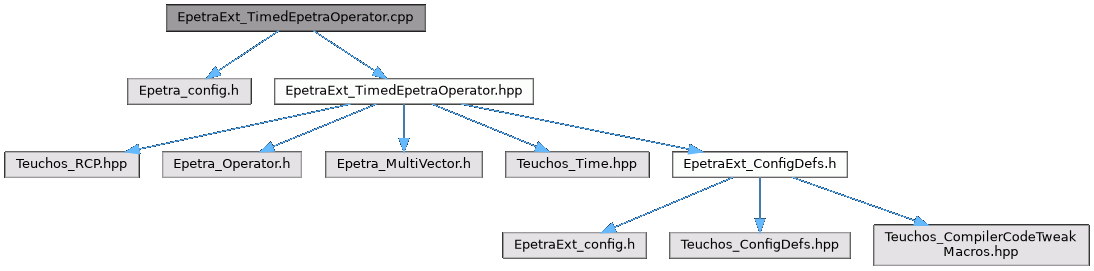 EpetraExt_TimedEpetraOperator.cpp
Epetra_config.h
EpetraExt_TimedEpetraOperator.hpp
Teuchos_RCP.hpp
Epetra_Operator.h
Epetra_MultiVector.h
Teuchos_Time.hpp
EpetraExt_ConfigDefs.h
EpetraExt_config.h
Teuchos_ConfigDefs.hpp
Teuchos_CompilerCodeTweak
Macros.hpp